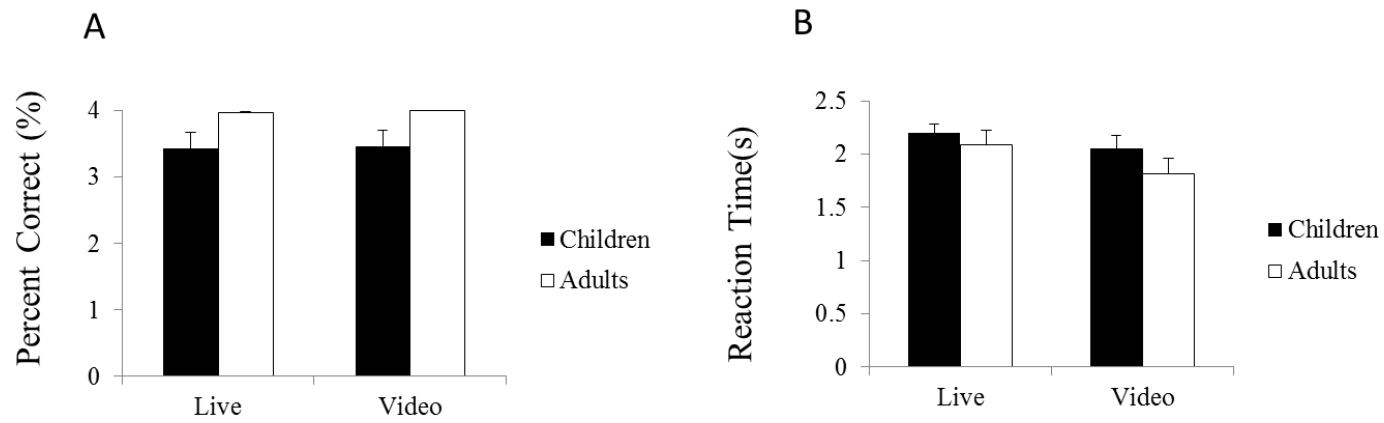 A
Percent Correct (%)
4
3
2
1
0
Live
Video
Children
Adults
B
Reaction Time(s)
2.5
2
1.5
1
0.5
0
Live
Video
Children
Adults